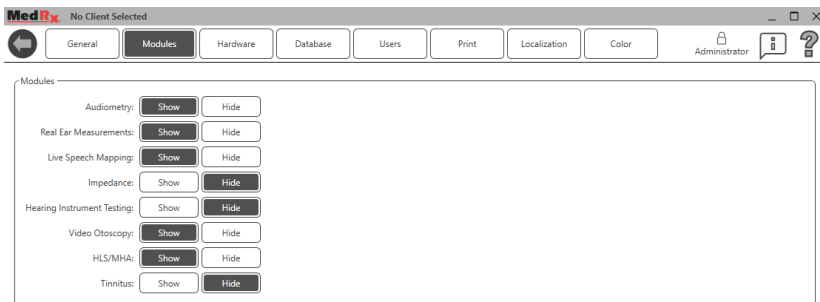 MedRx No Client Selected
General Modules Hardware Database Users Print Localization Color Administrator i ?
Modules
Audiometry: Show Hide
Real Ear Measurements: Show Hide
Live Speech Mapping: Show Hide
Impedance: Show Hide
Hearing Instrument Testing: Show Hide
Video Otoscopy: Show Hide
HLS/MHA: Show Hide
Tinnitus: Show Hide